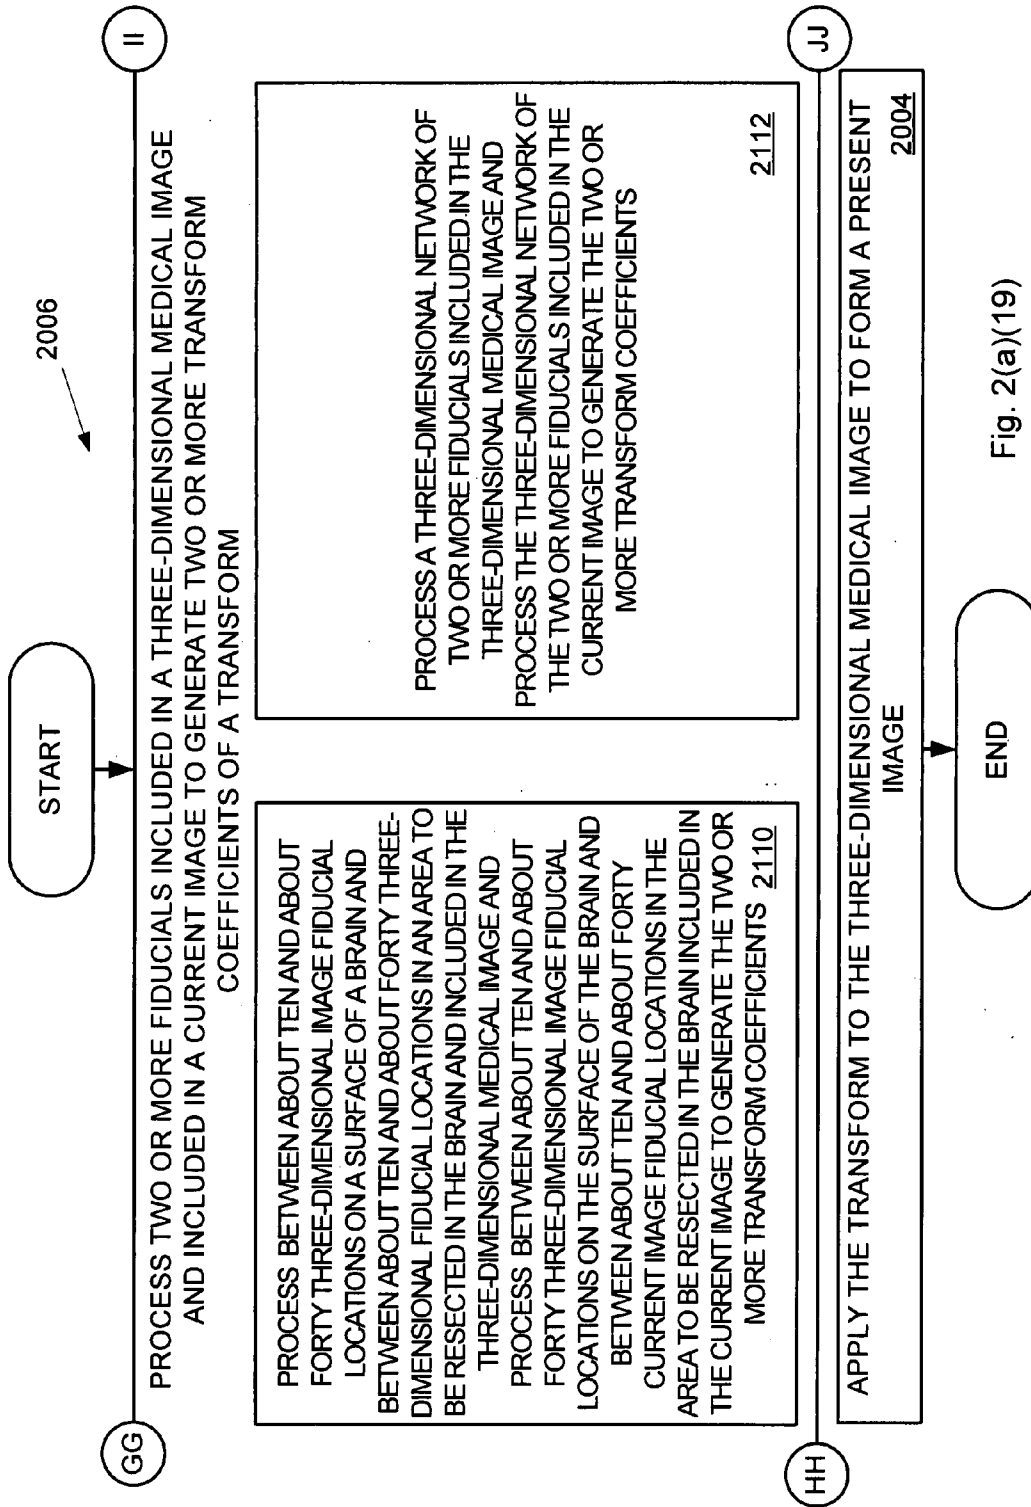 START
2006
GG
II
PROCESS TWO OR MORE FIDUCIALS INCLUDED IN A THREE-DIMENSIONAL MEDICAL IMAGE
AND INCLUDED IN A CURRENT IMAGE TO GENERATE TWO OR MORE TRANSFORM
COEFFICIENTS OF A TRANSFORM
PROCESS BETWEEN ABOUT TEN AND ABOUT
FORTY THREE-DIMENSIONAL IMAGE FIDUCIAL
LOCATIONS ON A SURFACE OF A BRAIN AND
BETWEEN ABOUT TEN AND ABOUT FORTY THREE-
DIMENSIONAL FIDUCIAL LOCATIONS IN AN AREA TO
BE RESECTED IN THE BRAIN AND INCLUDED IN THE
THREE-DIMENSIONAL MEDICAL IMAGE AND
PROCESS BETWEEN ABOUT TEN AND ABOUT
FORTY THREE-DIMENSIONAL IMAGE FIDUCIAL
LOCATIONS ON THE SURFACE OF THE BRAIN AND
BETWEEN ABOUT TEN AND ABOUT FORTY
CURRENT IMAGE FIDUCIAL LOCATIONS IN THE
AREA TO BE RESECTED IN THE BRAIN INCLUDED IN
THE CURRENT IMAGE TO GENERATE THE TWO OR
MORE TRANSFORM COEFFICIENTS 2110
PROCESS A THREE-DIMENSIONAL NETWORK OF
TWO OR MORE FIDUCIALS INCLUDED IN THE
THREE-DIMENSIONAL MEDICAL IMAGE AND
PROCESS THE THREE-DIMENSIONAL NETWORK OF
THE TWO OR MORE FIDUCIALS INCLUDED IN THE
CURRENT IMAGE TO GENERATE THE TWO OR
MORE TRANSFORM COEFFICIENTS
2112
HH
JJ
APPLY THE TRANSFORM TO THE THREE-DIMENSIONAL MEDICAL IMAGE TO FORM A PRESENT
IMAGE
2004
END
Fig. 2(a)(19)